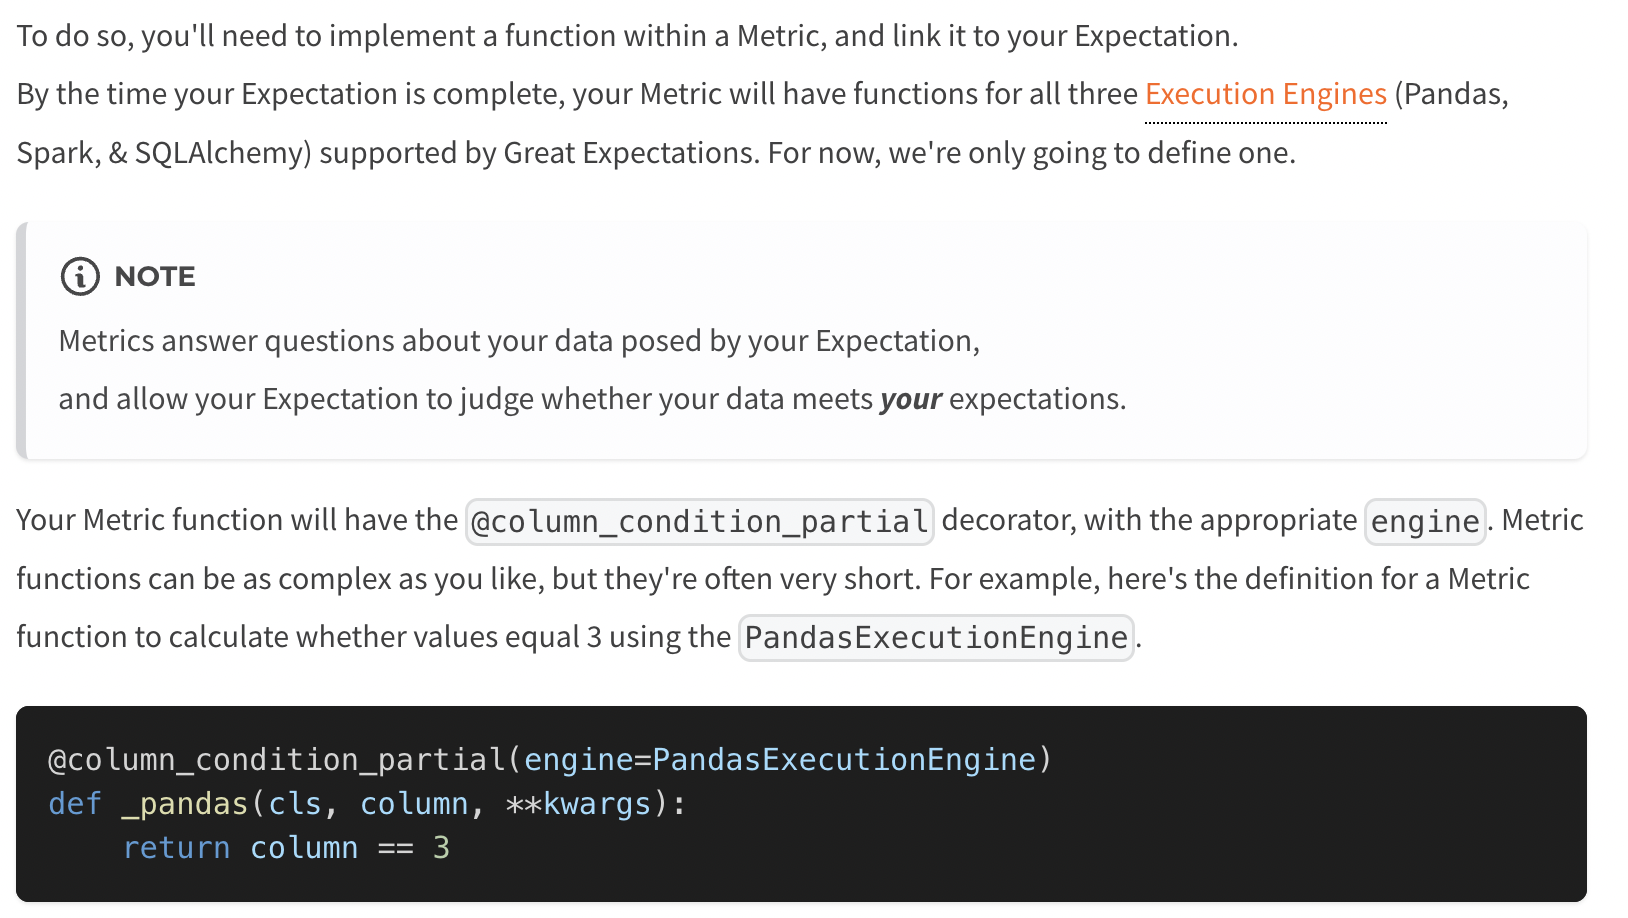 To do so, you'll need to implement a function within a Metric, and link it to your Expectation.
By the time your Expectation is complete, your Metric will have functions for all three Execution Engines (Pandas,
Spark, & SQLAlchemy) supported by Great Expectations. For now, we're only going to define one.
NOTE
Metrics answer questions about your data posed by your Expectation,
and allow your Expectation to judge whether your data meets your expectations.
Your Metric function will have the @column_condition_partial decorator, with the appropriate engine. Metric
functions can be as complex as you like, but they're often very short. For example, here's the definition for a Metric
function to calculate whether values equal 3 using the PandasExecutionEngine.
@column_condition_partial(engine=PandasExecutionEngine)
def _pandas(cls, column, **kwargs):
    return column == 3